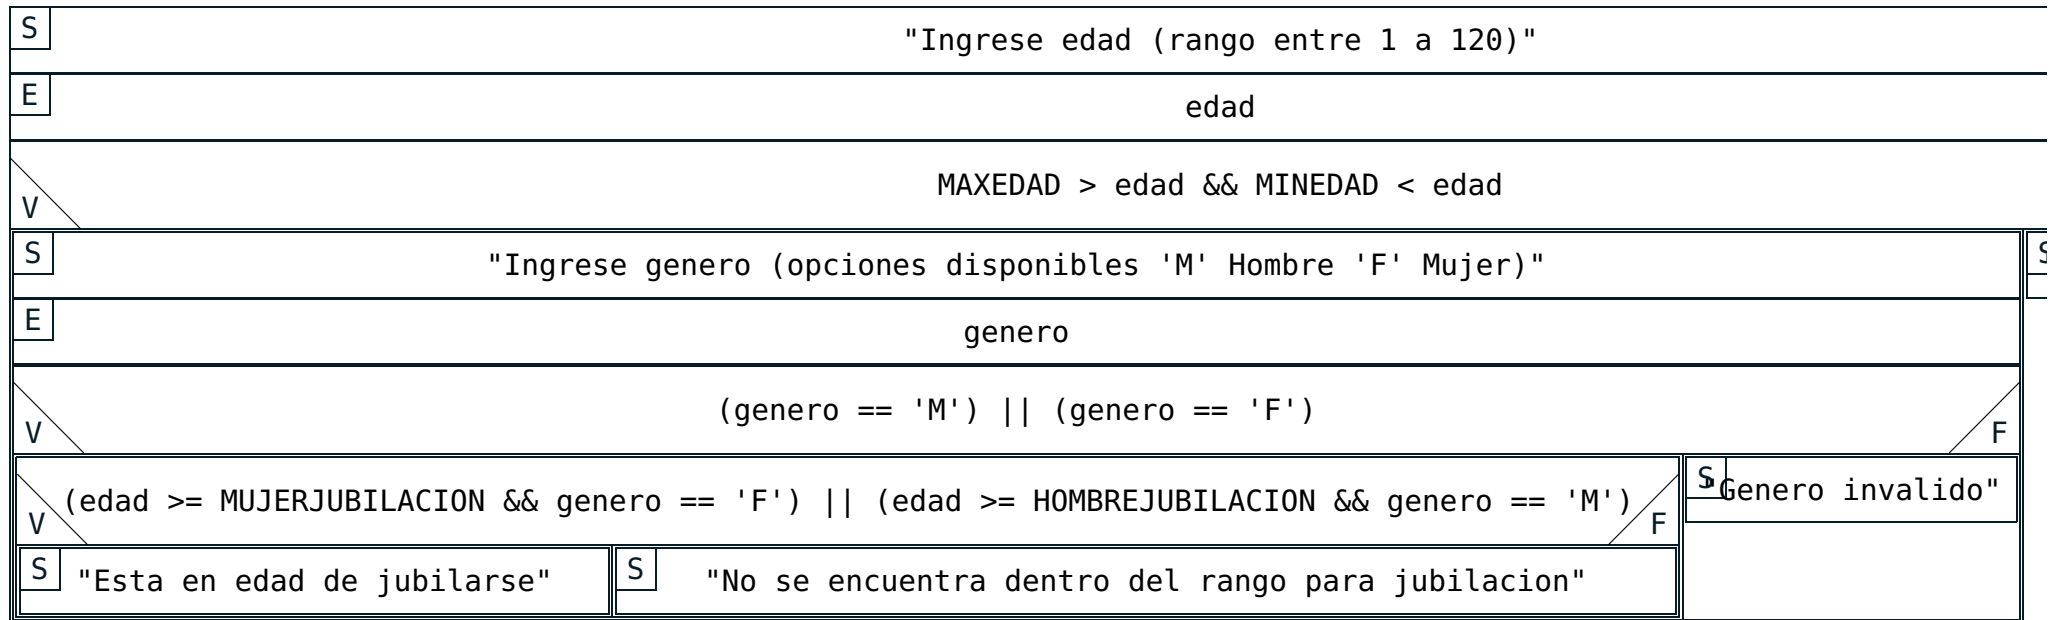 S "Ingrese edad (rango entre 1 a 120)"
E edad
MAXEDAD > edad && MINEDAD < edad
V
S "Ingrese genero (opciones disponibles 'M' Hombre 'F' Mujer)"
S
E genero
(genero == 'M') || (genero == 'F')
V F
(edad >= MUJERJUBILACION && genero == 'F') || (edad >= HOMBREJUBILACION && genero == 'M')
V F
S "Genero invalido"
S "Esta en edad de jubilarse"
S "No se encuentra dentro del rango para jubilacion"